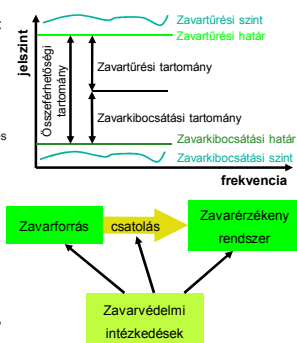 Zavartűrési szint
Zavartűrési határ
jelszint
Összeférhetőségi
tartomány
Zavartűrési tartomány
Zavarkibocsátási tartomány
Zavarkibocsátási határ
Zavarkibocsátási szint
frekvencia
Zavarforrás
csatolás
Zavarérzékeny
rendszer
Zavarvédelmi
intézkedések